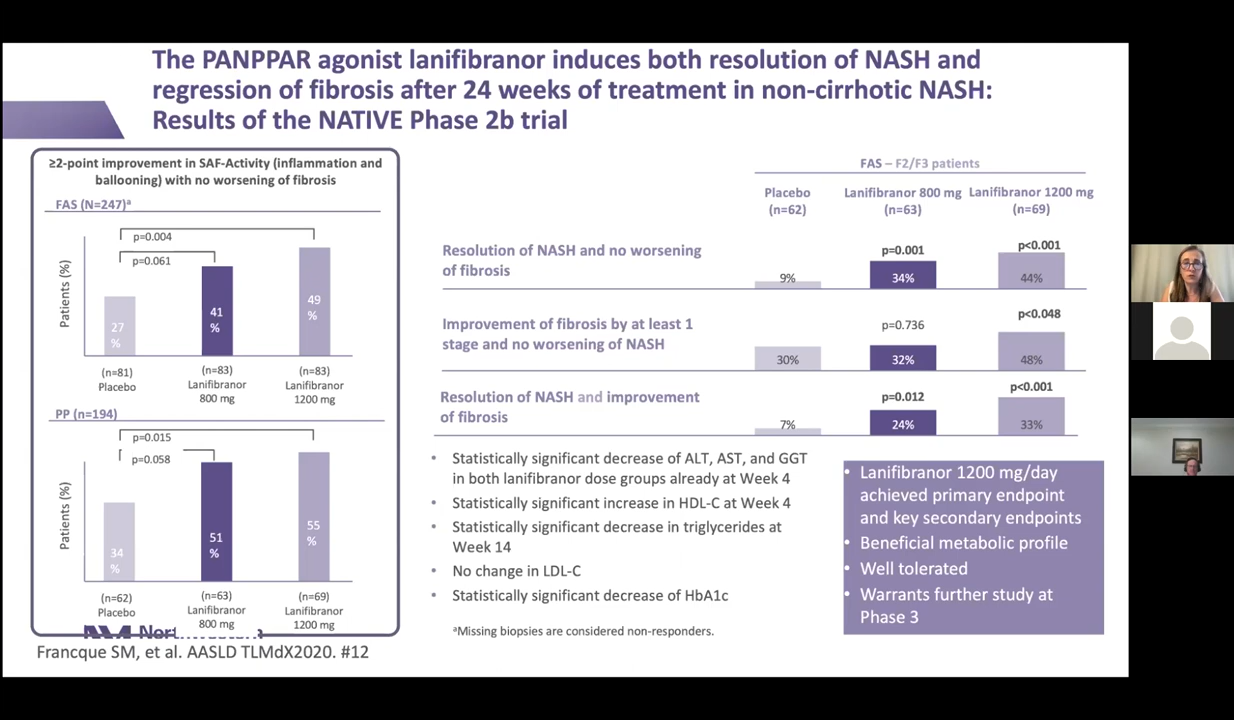 The PANPPAR agonist lanifibranor induces both resolution of NASH and
regression of fibrosis after 24 weeks of treatment in non-cirrhotic NASH:
Results of the NATIVE Phase 2b trial
≥2-point improvement in SAF-Activity (inflammation and
ballooning) with no worsening of fibrosis
FAS (N=247)ᵃ
p=0.004
p=0.061
Patients (%)
27
%
41
%
49
%
(n=81)
Placebo
(n=83)
Lanifibranor
800 mg
(n=83)
Lanifibranor
1200 mg
PP (n=194)
p=0.015
p=0.058
Patients (%)
34
%
51
%
55
%
(n=62)
Placebo
(n=63)
Lanifibranor
800 mg
(n=69)
Lanifibranor
1200 mg
Francque SM, et al. AASLD TLMdX2020. #12
FAS – F2/F3 patients
Placebo
(n=62)
Lanifibranor 800 mg
(n=63)
Lanifibranor 1200 mg
(n=69)
Resolution of NASH and no worsening
of fibrosis
9%
p=0.001
34%
p<0.001
44%
Improvement of fibrosis by at least 1
stage and no worsening of NASH
30%
p=0.736
32%
p<0.048
48%
Resolution of NASH and improvement
of fibrosis
7%
p=0.012
24%
p<0.001
33%
• Statistically significant decrease of ALT, AST, and GGT
in both lanifibranor dose groups already at Week 4
• Statistically significant increase in HDL-C at Week 4
• Statistically significant decrease in triglycerides at
Week 14
• No change in LDL-C
• Statistically significant decrease of HbA1c
ᵃMissing biopsies are considered non-responders.
• Lanifibranor 1200 mg/day
achieved primary endpoint
and key secondary endpoints
• Beneficial metabolic profile
• Well tolerated
• Warrants further study at
Phase 3